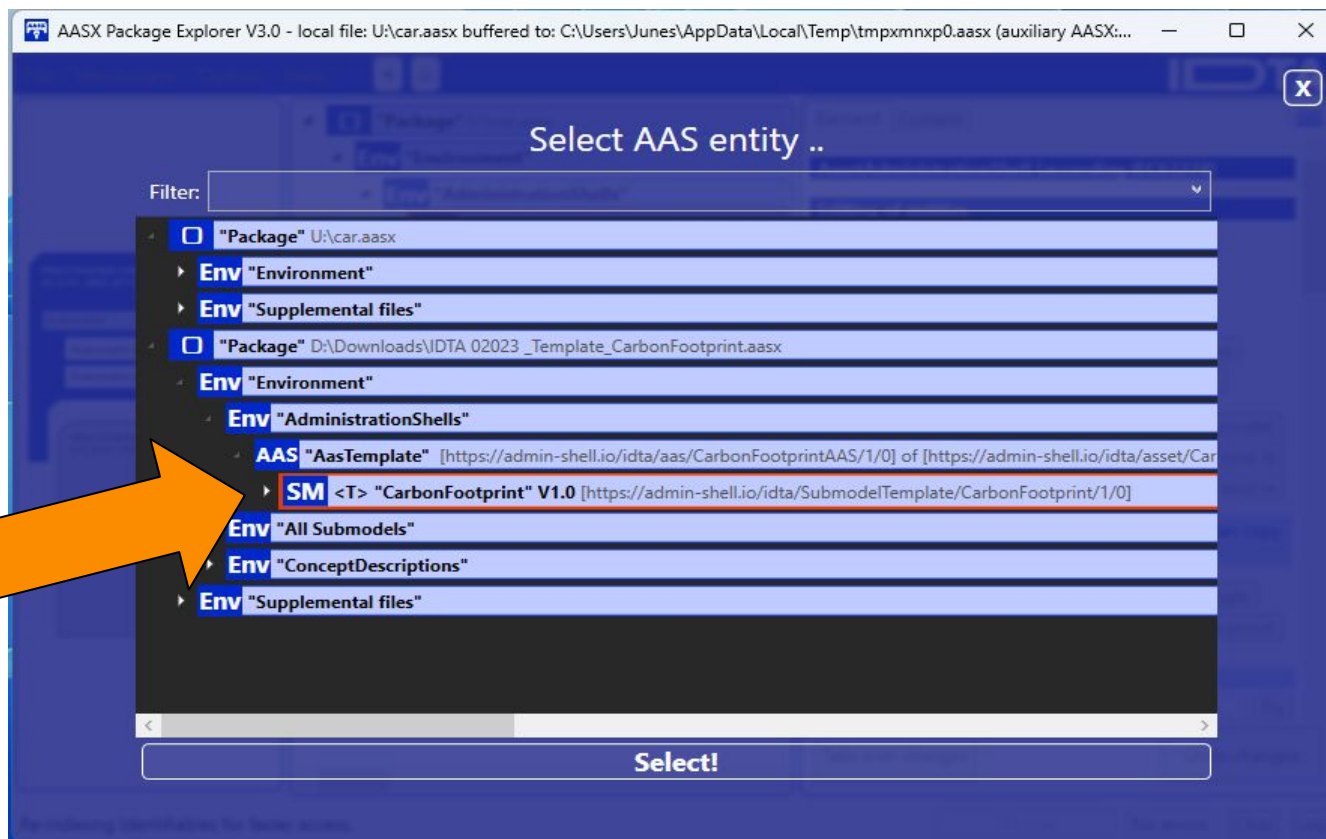 AASX Package Explorer V3.0 - local file: U:\car.aasx buffered to: C:\Users\Junes\AppData\Local\Temp\tmpxmnxp0.aasx (auxiliary AASX:...
IDTA
X
Select AAS entity ..
Filter:
"Package" U:\car.aasx
Env "Environment"
Env "Supplemental files"
"Package" D:\Downloads\IDTA 02023 _Template_CarbonFootprint.aasx
Env "Environment"
Env "AdministrationShells"
AAS "AasTemplate" [https://admin-shell.io/idta/aas/CarbonFootprintAAS/1/0] of [https://admin-shell.io/idta/asset/Car
SM <T> "CarbonFootprint" V1.0 [https://admin-shell.io/idta/SubmodelTemplate/CarbonFootprint/1/0]
Env "All Submodels"
Env "ConceptDescriptions"
Env "Supplemental files"
Select!